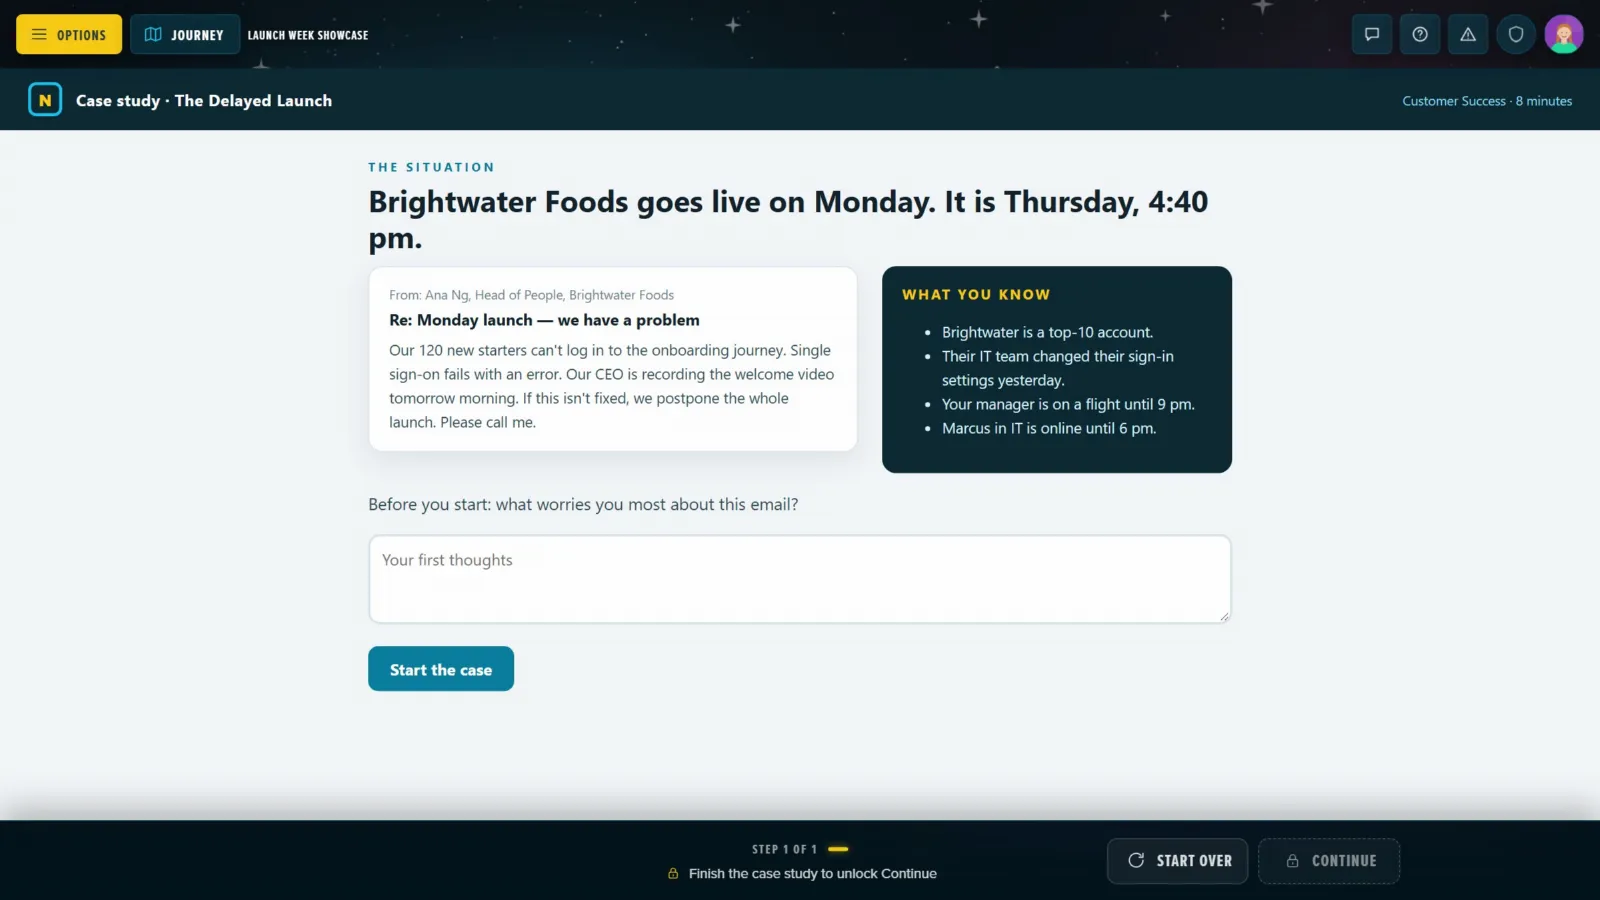 OPTIONS
JOURNEY
LAUNCH WEEK SHOWCASE
N
Case study · The Delayed Launch
Customer Success · 8 minutes
THE SITUATION
Brightwater Foods goes live on Monday. It is Thursday, 4:40
pm.
From: Ana Ng, Head of People, Brightwater Foods
Re: Monday launch — we have a problem
Our 120 new starters can't log in to the onboarding journey. Single
sign-on fails with an error. Our CEO is recording the welcome video
tomorrow morning. If this isn't fixed, we postpone the whole
launch. Please call me.
WHAT YOU KNOW
• Brightwater is a top-10 account.
• Their IT team changed their sign-in
settings yesterday.
• Your manager is on a flight until 9 pm.
• Marcus in IT is online until 6 pm.
Before you start: what worries you most about this email?
Your first thoughts
Start the case
STEP 1 OF 1
Finish the case study to unlock Continue
START OVER
CONTINUE